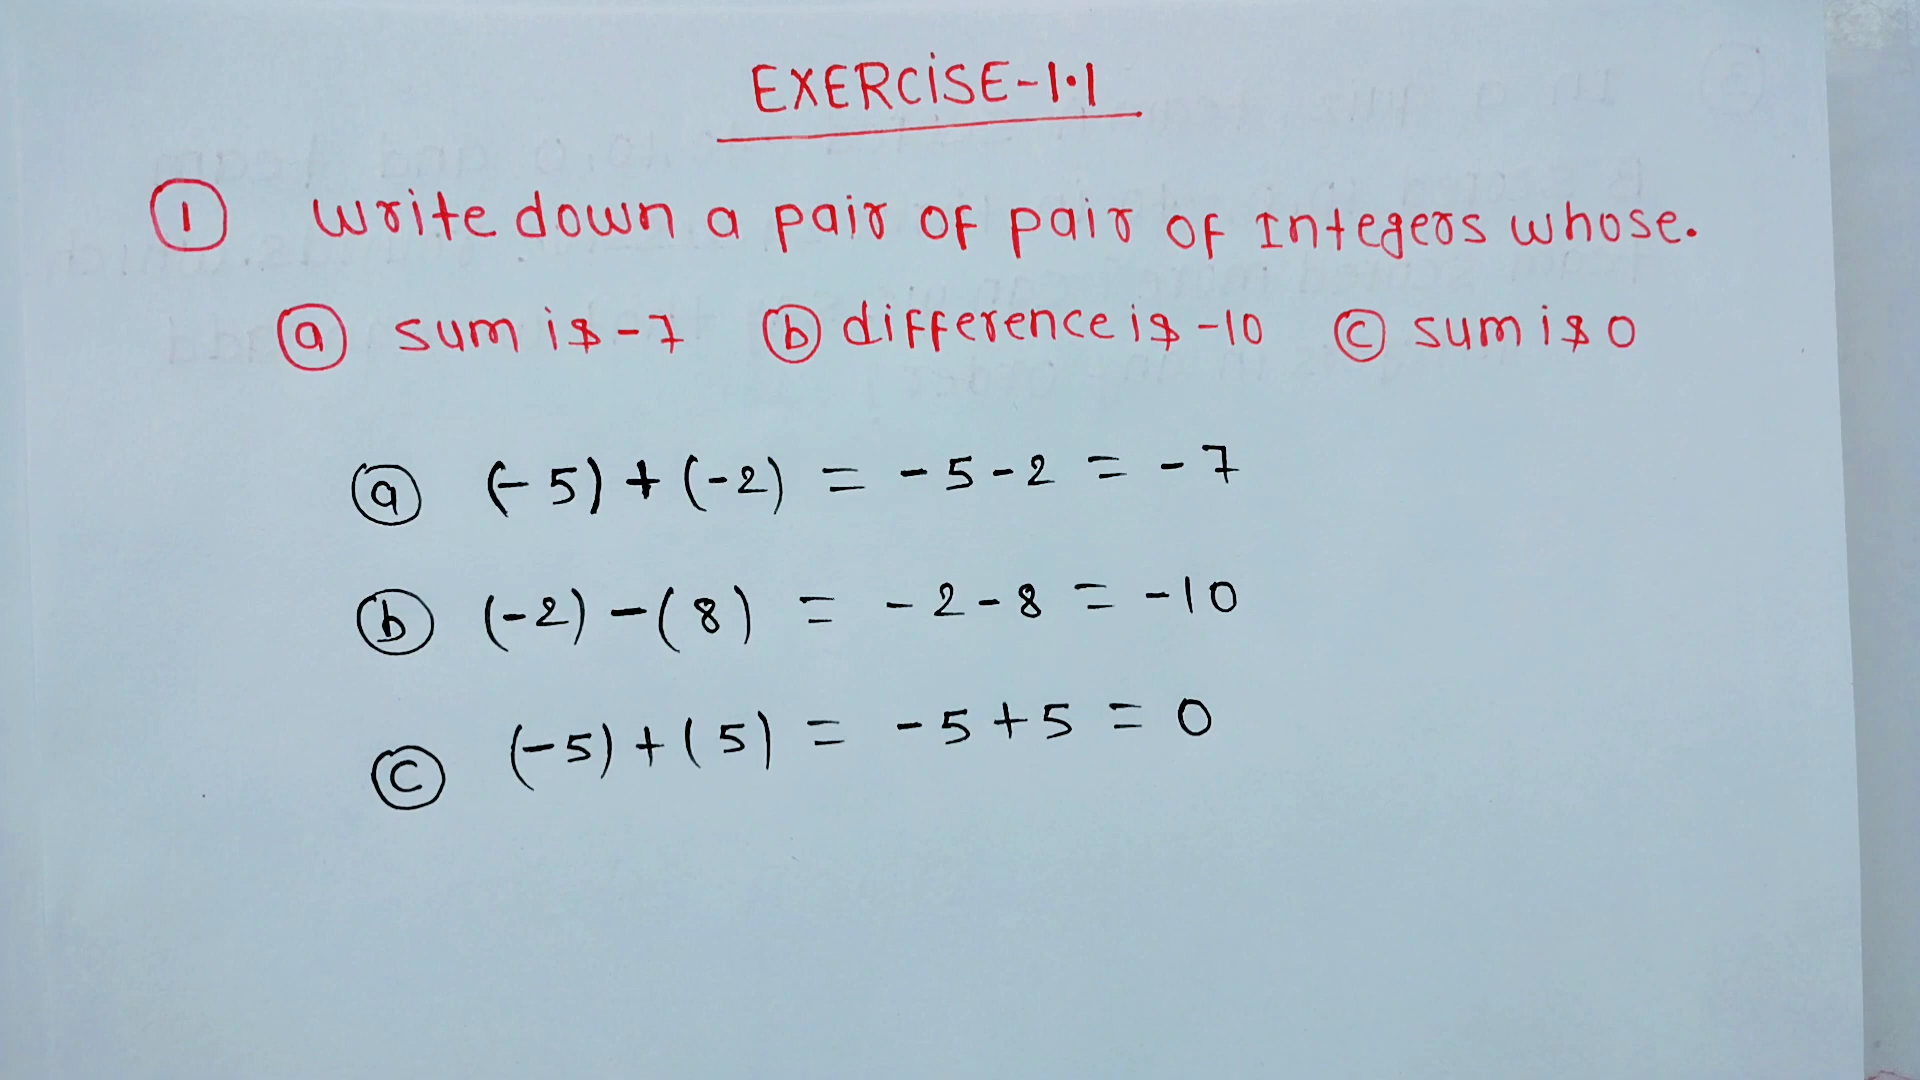 EXERCISE-1.1
① Write down a pair of pair of Integers whose.
ⓐ sum is -7 ⓑ difference is -10 ⓒ sum is 0
ⓐ (-5) + (-2) = -5-2 = -7
ⓑ (-2) - (8) = -2-8 = -10
ⓒ (-5) + (5) = -5+5 = 0